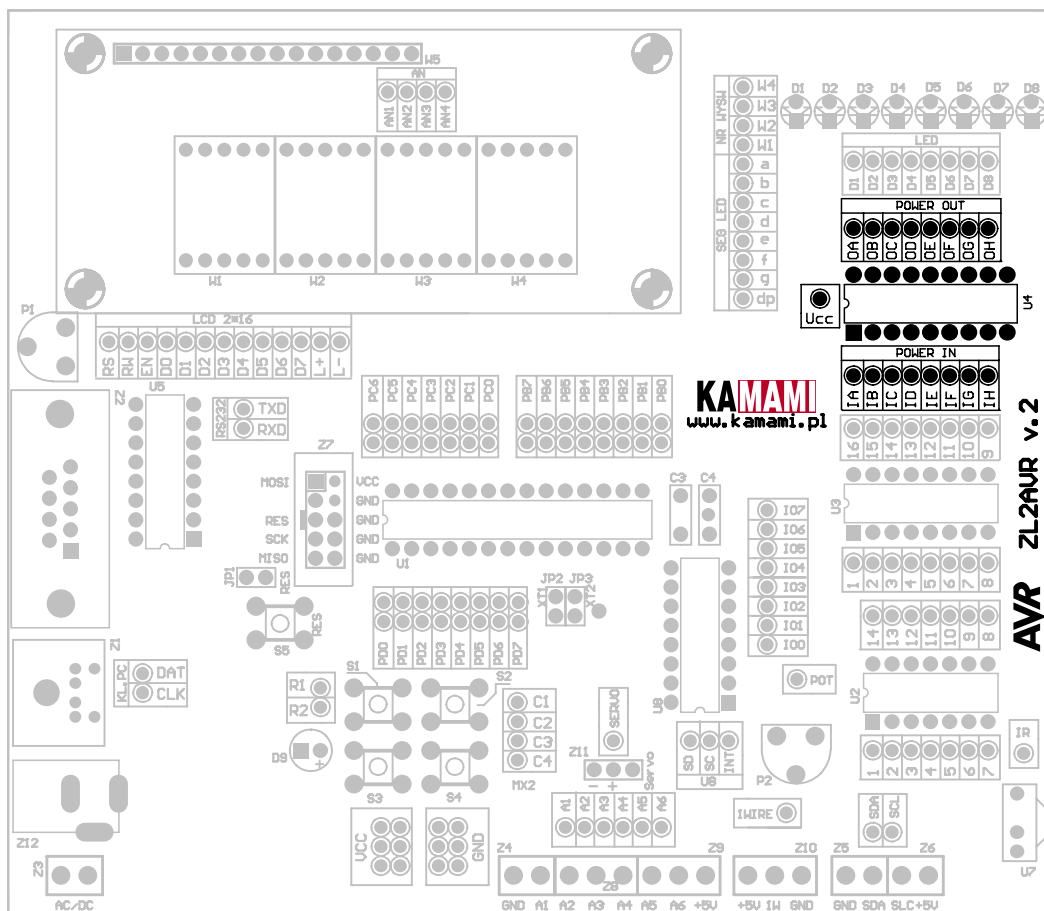 W5
AN
AN1 AN2 AN3 AN4
W1 W2 W3 W4
NR WYSW
W4
W3
W2
W1
SEG LED
a
b
c
d
e
f
g
dp
D1 D2 D3 D4 D5 D6 D7 D8
LED
D1 D2 D3 D4 D5 D6 D7 D8
POWER OUT
OA OB OC OD OE OF OG OH
Ucc
U4
POWER IN
IA IB IC ID IE IF IG IH
P1
LCD 2*16
RS RW EN D0 D1 D2 D3 D4 D5 D6 D7 L+ L-
Z2
U5
RS232
TXD
RXD
PC6 PC5 PC4 PC3 PC2 PC1 PC0
PB7 PB6 PB5 PB4 PB3 PB2 PB1 PB0
KAMAMI
www.kamami.pl
16 15 14 13 12 11 10 9
U3
1 2 3 4 5 6 7 8
AVR ZL2AVR v.2
Z7
MOSI VCC
GND
RES GND
SCK GND
MISO GND
U1
C3 C4
IO7
IO6
IO5
IO4
IO3
IO2
IO1
IO0
JP1
RES
RES
S5
JP2 JP3
XT1 XT2
PD0 PD1 PD2 PD3 PD4 PD5 PD6 PD7
14 13 12 11 10 9 8
U2
1 2 3 4 5 6 7
Z1
KL.PC
DAT
CLK
R1
R2
S1
S2
D9
+
S3 S4
C1
C2
C3
C4
MX2
SERVO
Z11
- +
Servo
U8
SD SC INT
U6
POT
P2
IR
Z12
VCC
GND
A1 A2 A3 A4 A5 A6
1WIRE
SDA SCL
U7
Z3
AC/DC
Z4 Z8 Z9
GND A1 A2 A3 A4 A5 A6 +5V
Z10
+5V 1W GND
Z5 Z6
GND SDA SLC +5V